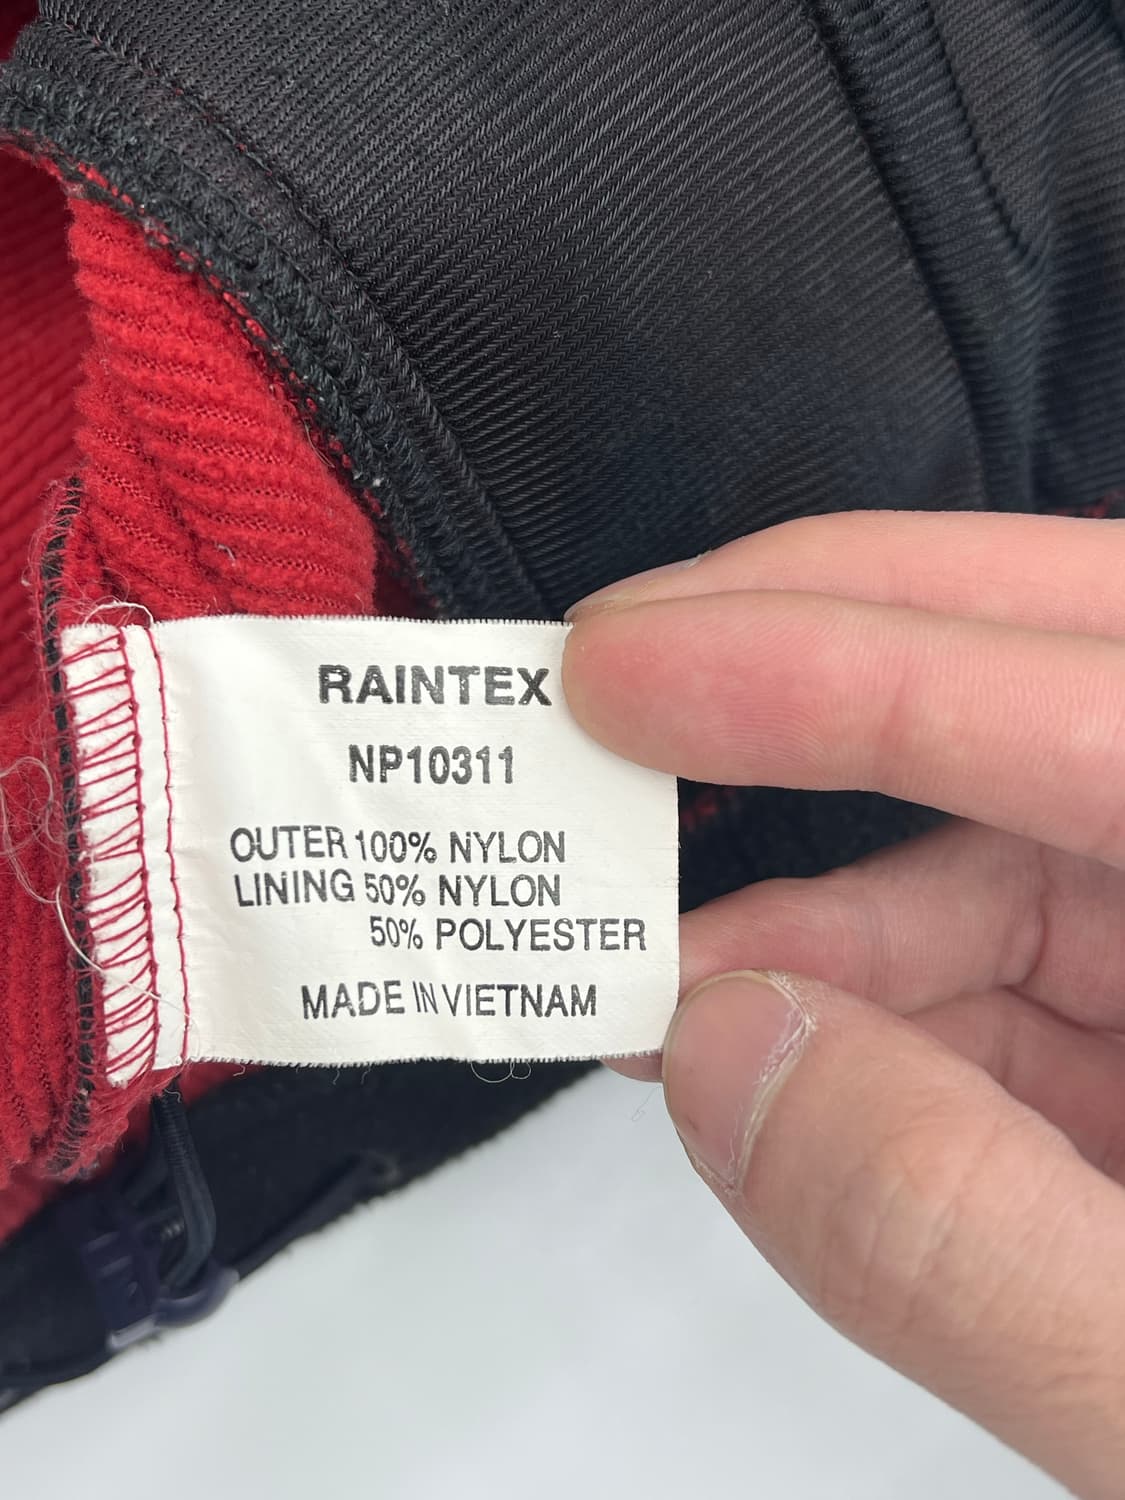 RAINTEX
NP10311
OUTER 100% NYLON
LINING 50% NYLON
50% POLYESTER
MADE IN VIETNAM